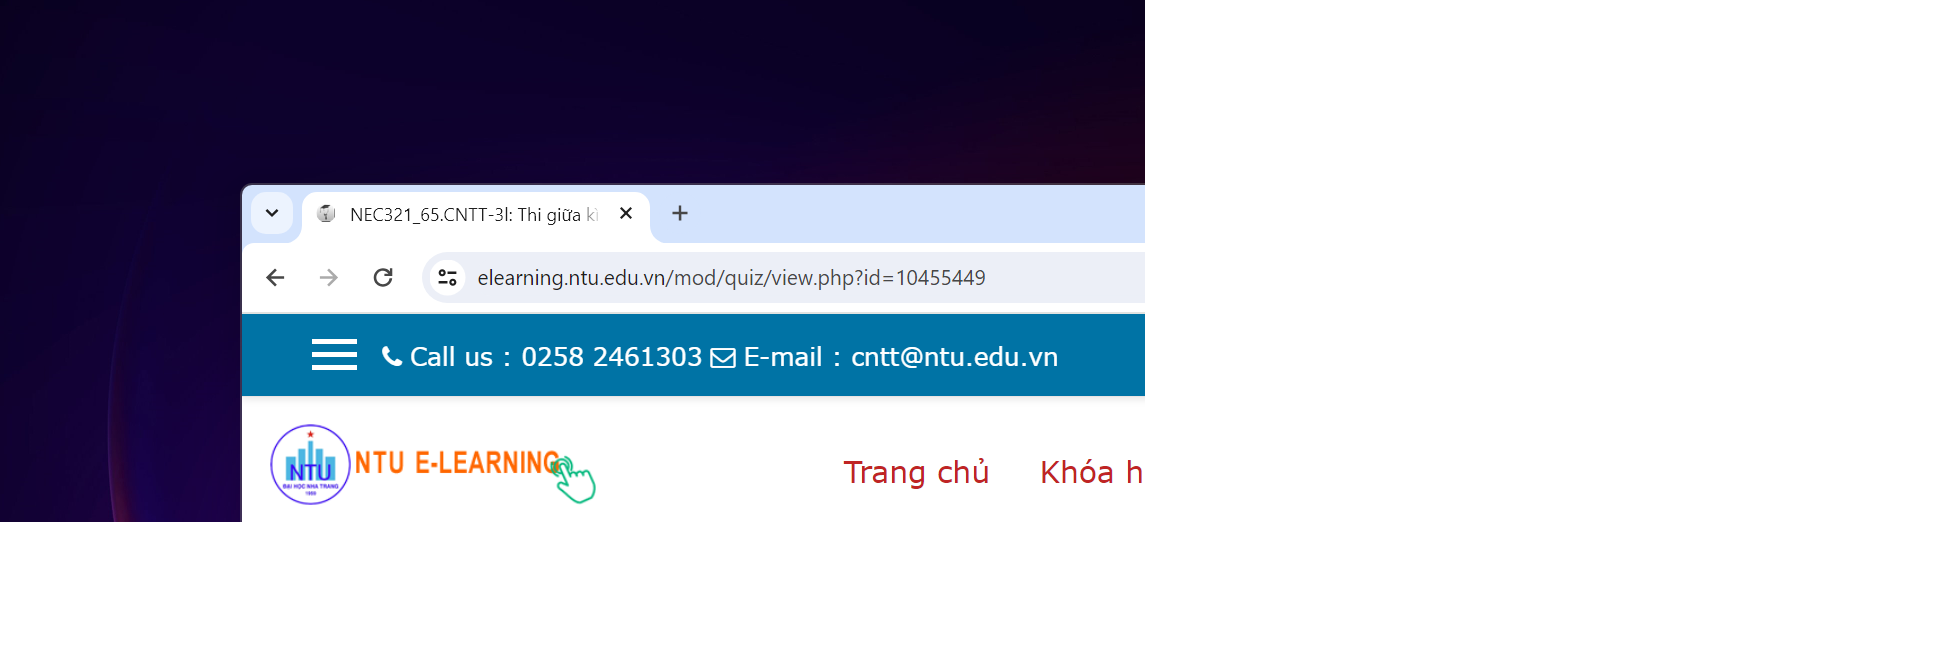 NEC321_65.CNTT-3l: Thi giữa kì
elearning.ntu.edu.vn/mod/quiz/view.php?id=10455449
Call us : 0258 2461303 E-mail : cntt@ntu.edu.vn
NTU
ĐẠI HỌC NHA TRANG
1959
NTU E-LEARNING
Trang chủ Khóa h